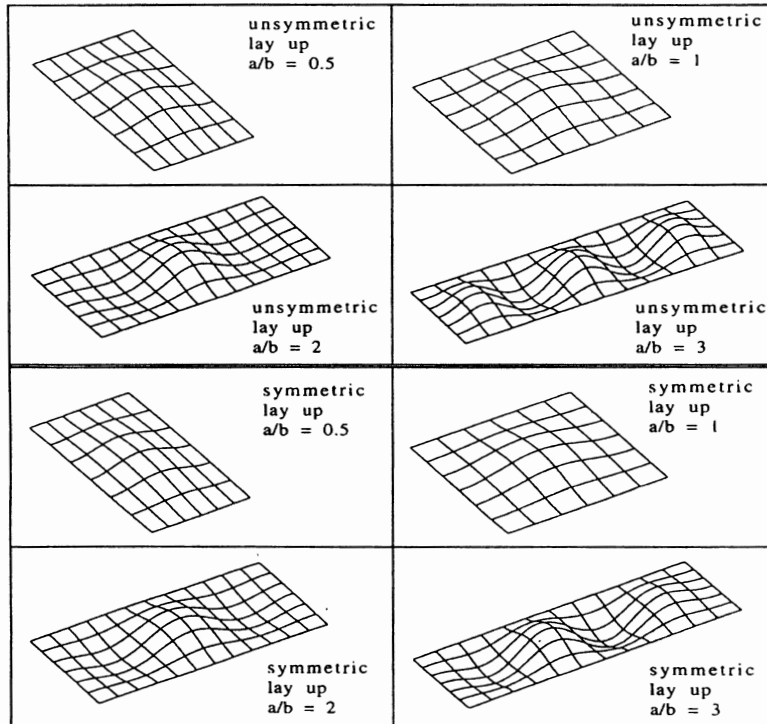 unsymmetric
lay up
a/b = 0.5
unsymmetric
lay up
a/b = 1
unsymmetric
lay up
a/b = 2
unsymmetric
lay up
a/b = 3
symmetric
lay up
a/b = 0.5
symmetric
lay up
a/b = 1
symmetric
lay up
a/b = 2
symmetric
lay up
a/b = 3